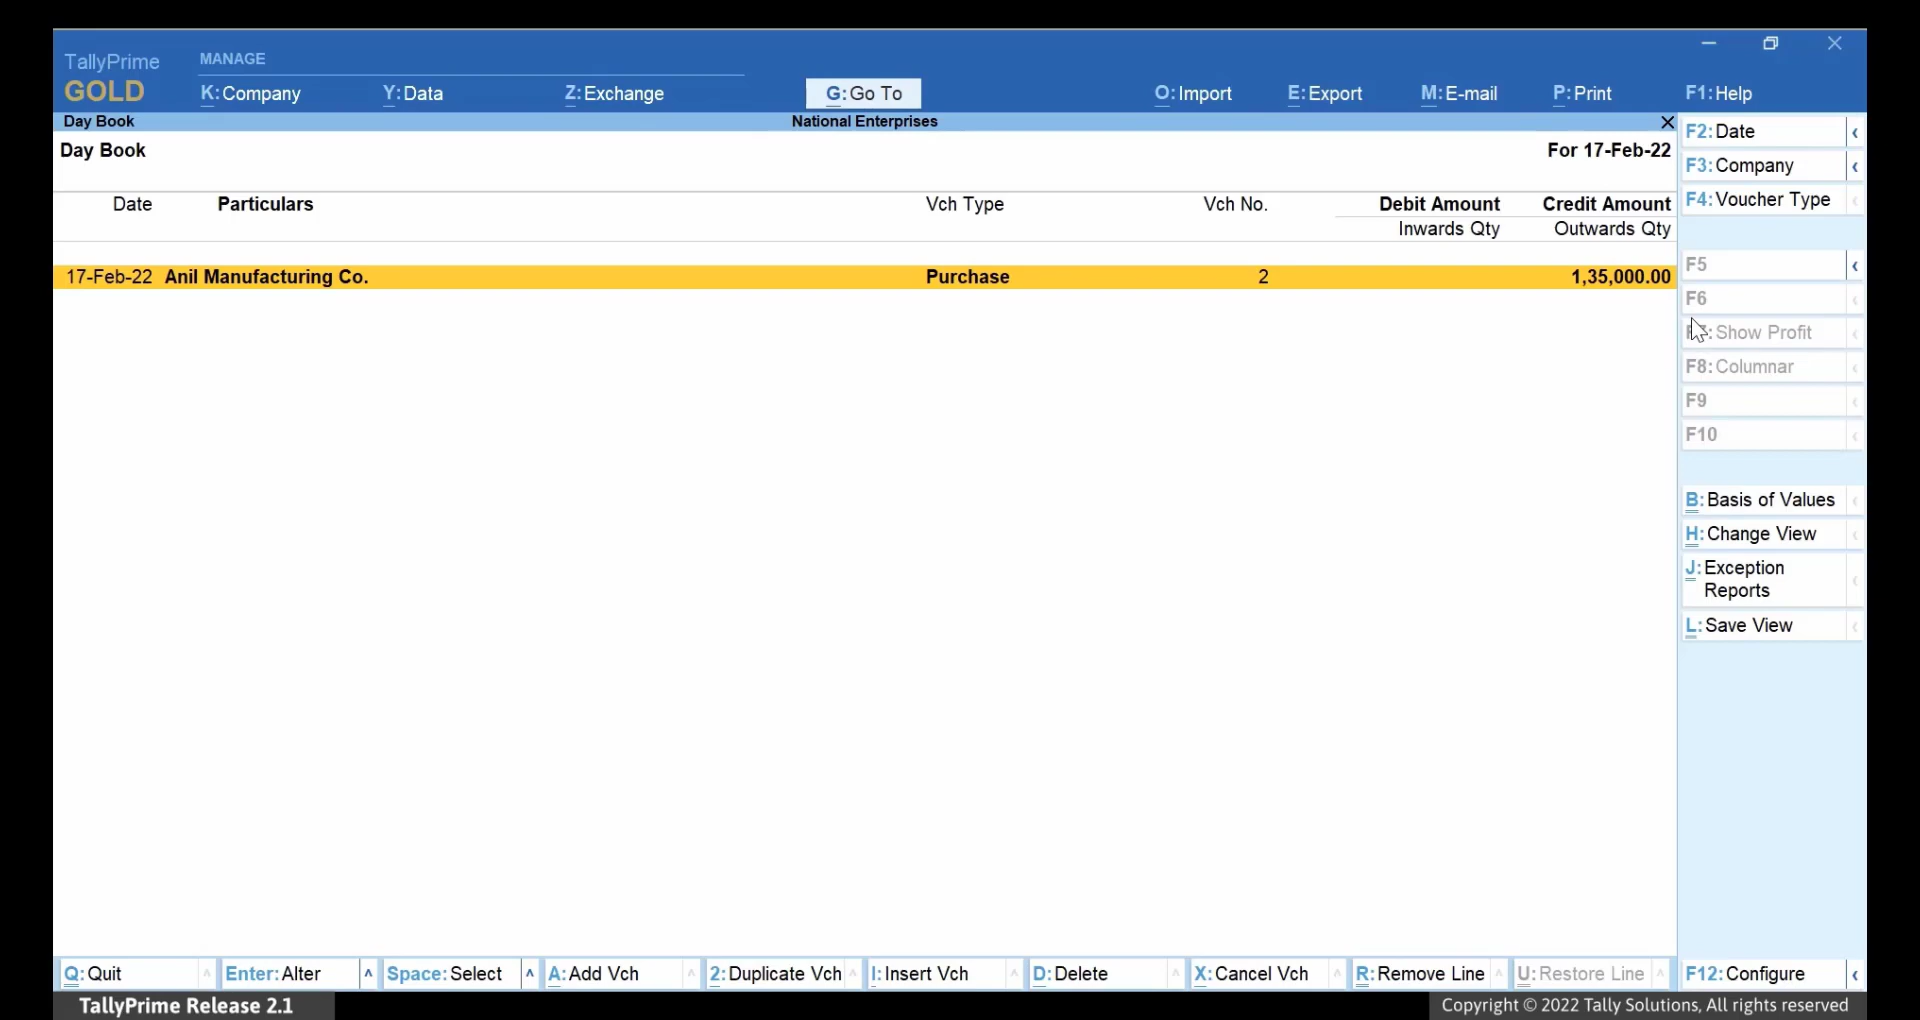 TallyPrime MANAGE
GOLD K:Company Y:Data Z:Exchange G:Go To O:Import E:Export M:E-mail P:Print F1:Help
Day Book National Enterprises
Day Book For 17-Feb-22
Date Particulars Vch Type Vch No. Debit Amount Credit Amount
Inwards Qty Outwards Qty
17-Feb-22 Anil Manufacturing Co. Purchase 2 1,35,000.00
F2:Date
F3:Company
F4:Voucher Type
F5
F6
Show Profit
F8:Columnar
F9
F10
B:Basis of Values
H:Change View
J:Exception
Reports
L:Save View
Q:Quit Enter:Alter Space:Select A:Add Vch 2:Duplicate Vch I:Insert Vch D:Delete X:Cancel Vch R:Remove Line U:Restore Line F12:Configure
TallyPrime Release 2.1 Copyright © 2022 Tally Solutions, All rights reserved